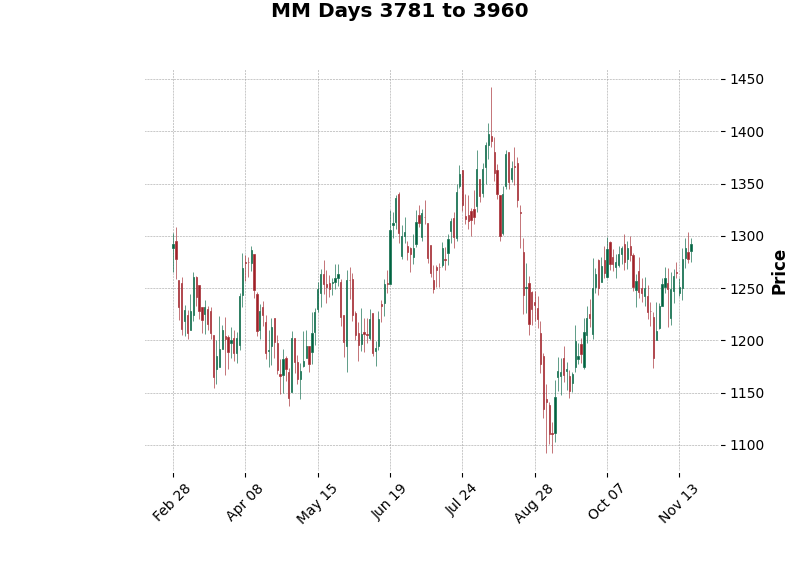 MM Days 3781 to 3960
1450
1400
1350
1300
1250
1200
1150
1100
Price
Feb 28
Apr 08
May 15
Jun 19
Jul 24
Aug 28
Oct 07
Nov 13